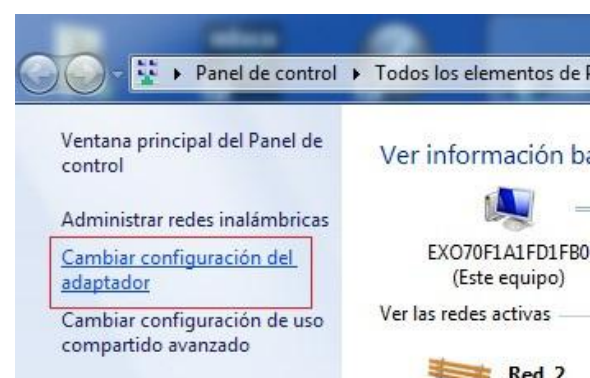 Panel de control ▸ Todos los elementos de
Ventana principal del Panel de
control
Administrar redes inalámbricas
Cambiar configuración del
adaptador
Cambiar configuración de uso
compartido avanzado
Ver información
EXO70F1A1FD1FB0
(Este equipo)
Ver las redes activas
Red 2